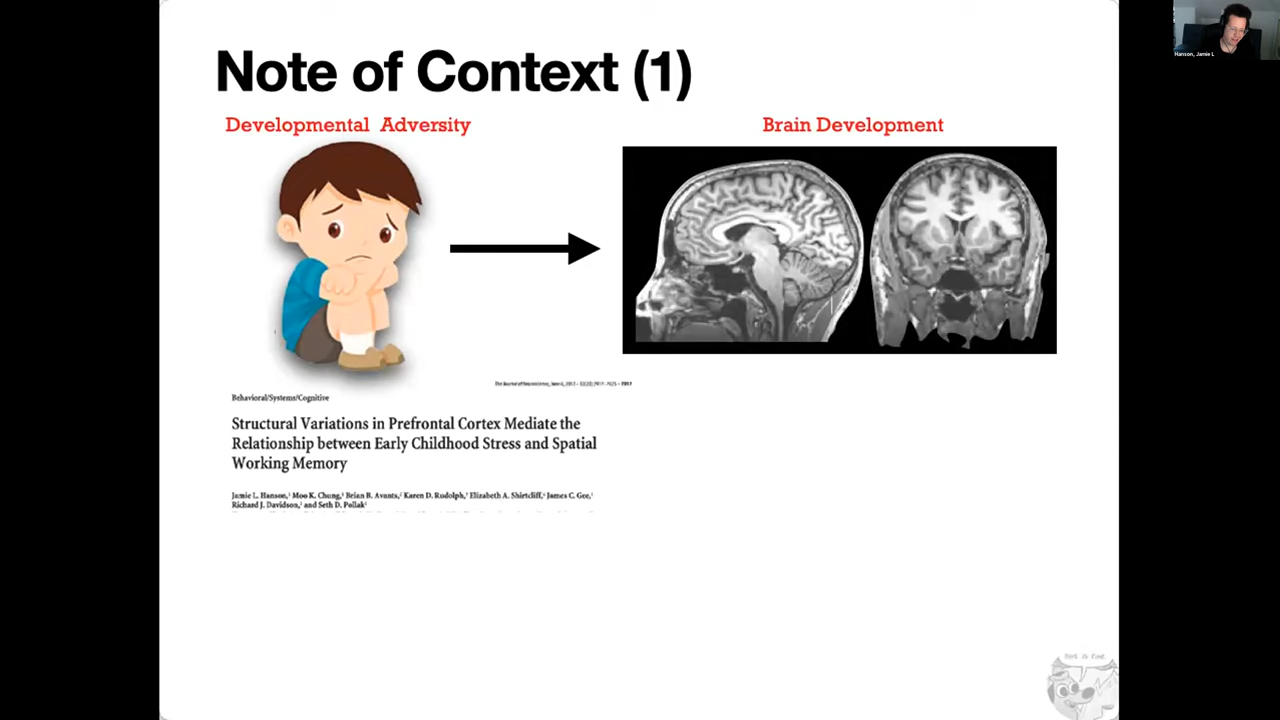 Note of Context (1)
Developmental Adversity
Brain Development
Hanson, Jamie L
Behavioral/Systems/Cognitive
Structural Variations in Prefrontal Cortex Mediate the
Relationship between Early Childhood Stress and Spatial
Working Memory
Jamie L. Hanson, Moo K. Chung, Brian B. Avants, Karen D. Rudolph, Elizabeth A. Shirtcliff, James C. Gee,
Richard J. Davidson, and Seth D. Pollak